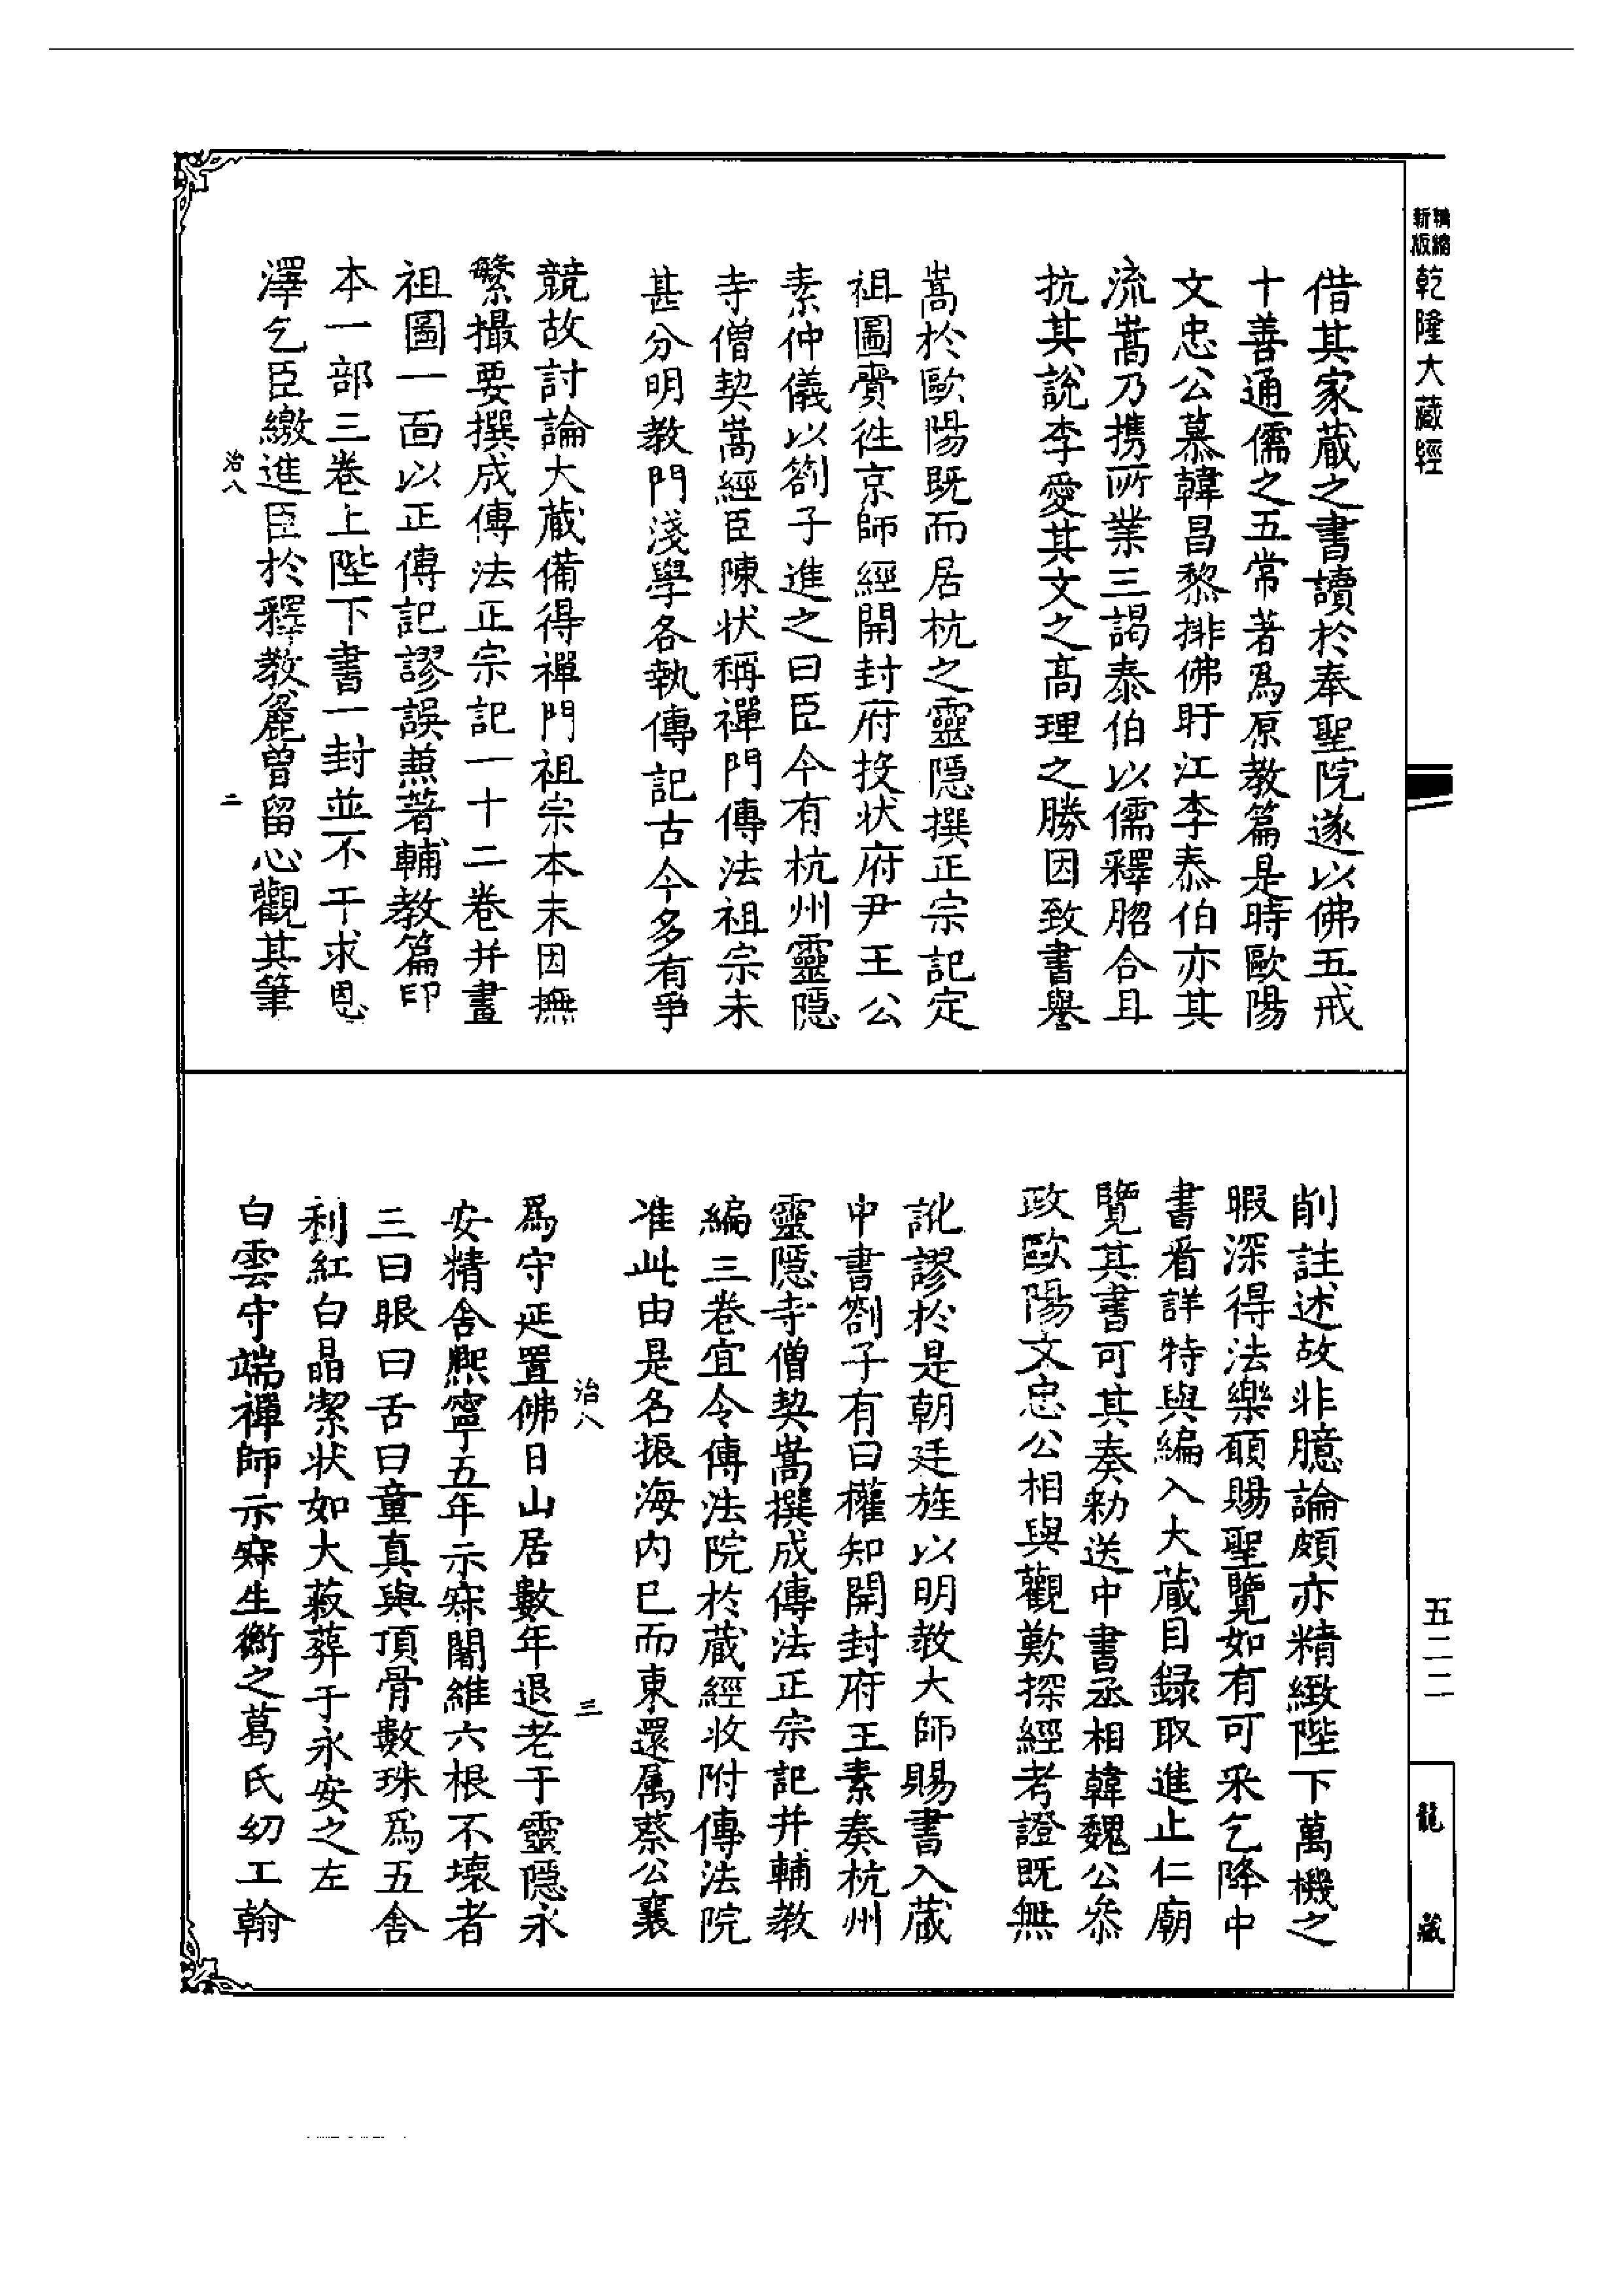 精縮新版
乾隆大藏經
借其家蔵之書讀於奉聖院遂以佛五戒
十善通儒之五常著爲原教篇是時歐陽
文忠公慕韓昌黎排佛盱江李泰伯亦其
流嵩乃携所業三謁泰伯以儒釋脗合且
抗其說李愛其文之髙理之勝因致書譽
嵩於歐陽既而居杭之靈隱撰正宗記定
祖圖賷徃京師經開封府投状府尹王公
素仲儀以劄子進之曰臣今有杭州靈隱
寺僧契嵩經臣陳状稱禪門傳法祖宗未
甚分明教門淺學各執傳記古今多有爭
競故討論大蔵備得禪門祖宗本末因撫
繁撮要撰成傳法正宗記一十二卷并畫
祖圖一面以正傳記謬誤兼著輔教篇印
本一部三卷上陛下書一封並不干求恩
澤乞臣繳進臣於釋教麄曾留心觀其筆
治八
二
削註述故非臆論頗亦精緻陛下萬機之
暇深得法樂願賜聖覽如有可采乞降中
書看詳特與編入大蔵目録取進止仁廟
覽其書可其奏勑送中書丞相韓魏公叅
政歐陽文忠公相與觀歎探經考證既無
訛謬於是朝廷旌以明教大師賜書入蔵
中書劄子有曰權知開封府王素奏杭州
靈隱寺僧契嵩撰成傳法正宗記并輔教
編三卷宜令傳法院於蔵經收附傳法院
准此由是名振海内已而東還属蔡公襄
治八
三
爲守延置佛日山居數年退老于靈隱永
安精舎熈寧五年示寂闍維六根不壞者
三曰眼曰舌曰童真與頂骨數珠爲五舎
利紅白晶潔状如大菽葬于永安之左
白雲守端禪師示寂生衡之葛氏幼工翰
五二二
龍藏